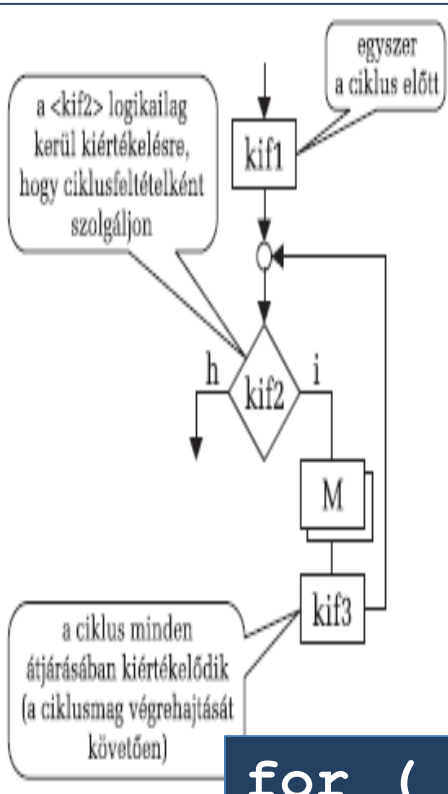 egyszer
a ciklus előtt
a <kif2> logikailag
kerül kiértékelésre,
hogy ciklusfeltételként
szolgáljon
kif1
h
kif2
i
M
kif3
a ciklus minden
átjárásában kiértékelődik
(a ciklusmag végrehajtását
követően)
for (